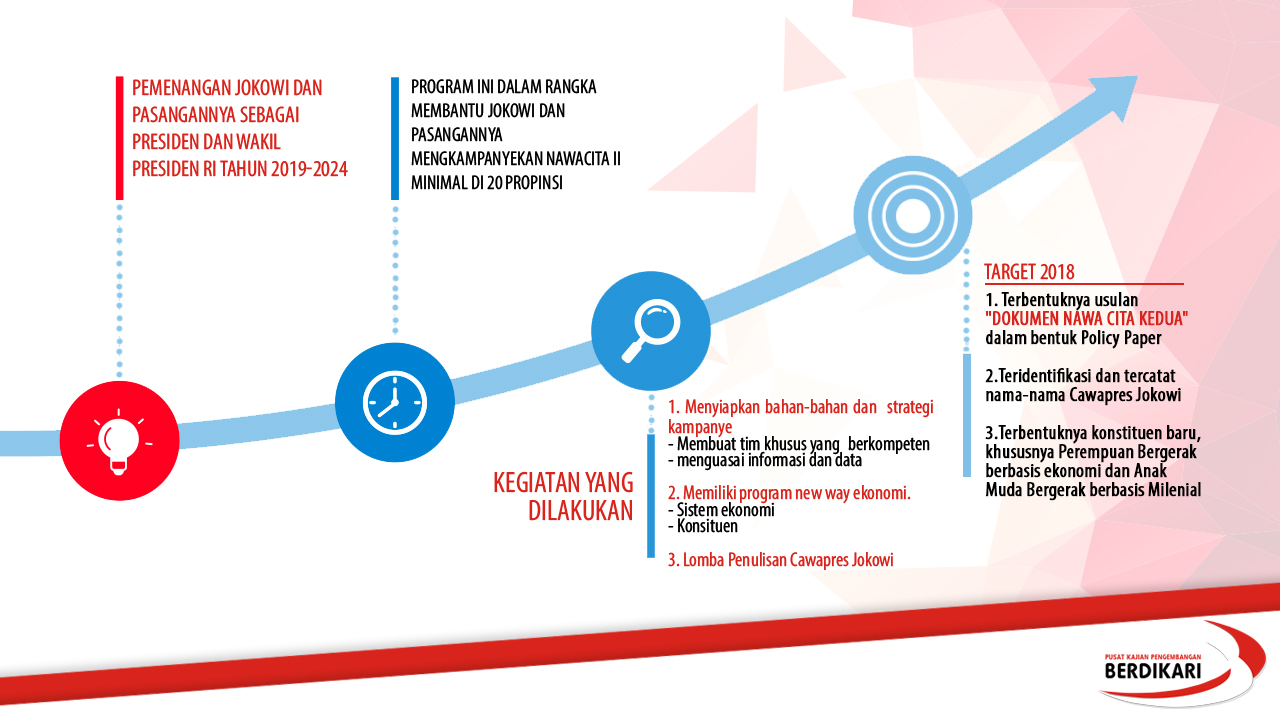 PEMENANGAN JOKOWI DAN
PASANGANNYA SEBAGAI
PRESIDEN DAN WAKIL
PRESIDEN RI TAHUN 2019-2024
PROGRAM INI DALAM RANGKA
MEMBANTU JOKOWI DAN
PASANGANNYA
MENGKAMPANYEKAN NAWACITA II
MINIMAL DI 20 PROPINSI
KEGIATAN YANG
DILAKUKAN
1. Menyiapkan bahan-bahan dan strategi
kampanye
- Membuat tim khusus yang berkompeten
- menguasai informasi dan data
2. Memiliki program new way ekonomi.
- Sistem ekonomi
- Konsituen
3. Lomba Penulisan Cawapres Jokowi
TARGET 2018
1. Terbentuknya usulan
"DOKUMEN NAWA CITA KEDUA"
dalam bentuk Policy Paper
2.Teridentifikasi dan tercatat
nama-nama Cawapres Jokowi
3.Terbentuknya konstituen baru,
khususnya Perempuan Bergerak
berbasis ekonomi dan Anak
Muda Bergerak berbasis Milenial
PUSAT KAJIAN PENGEMBANGAN
BERDIKARI